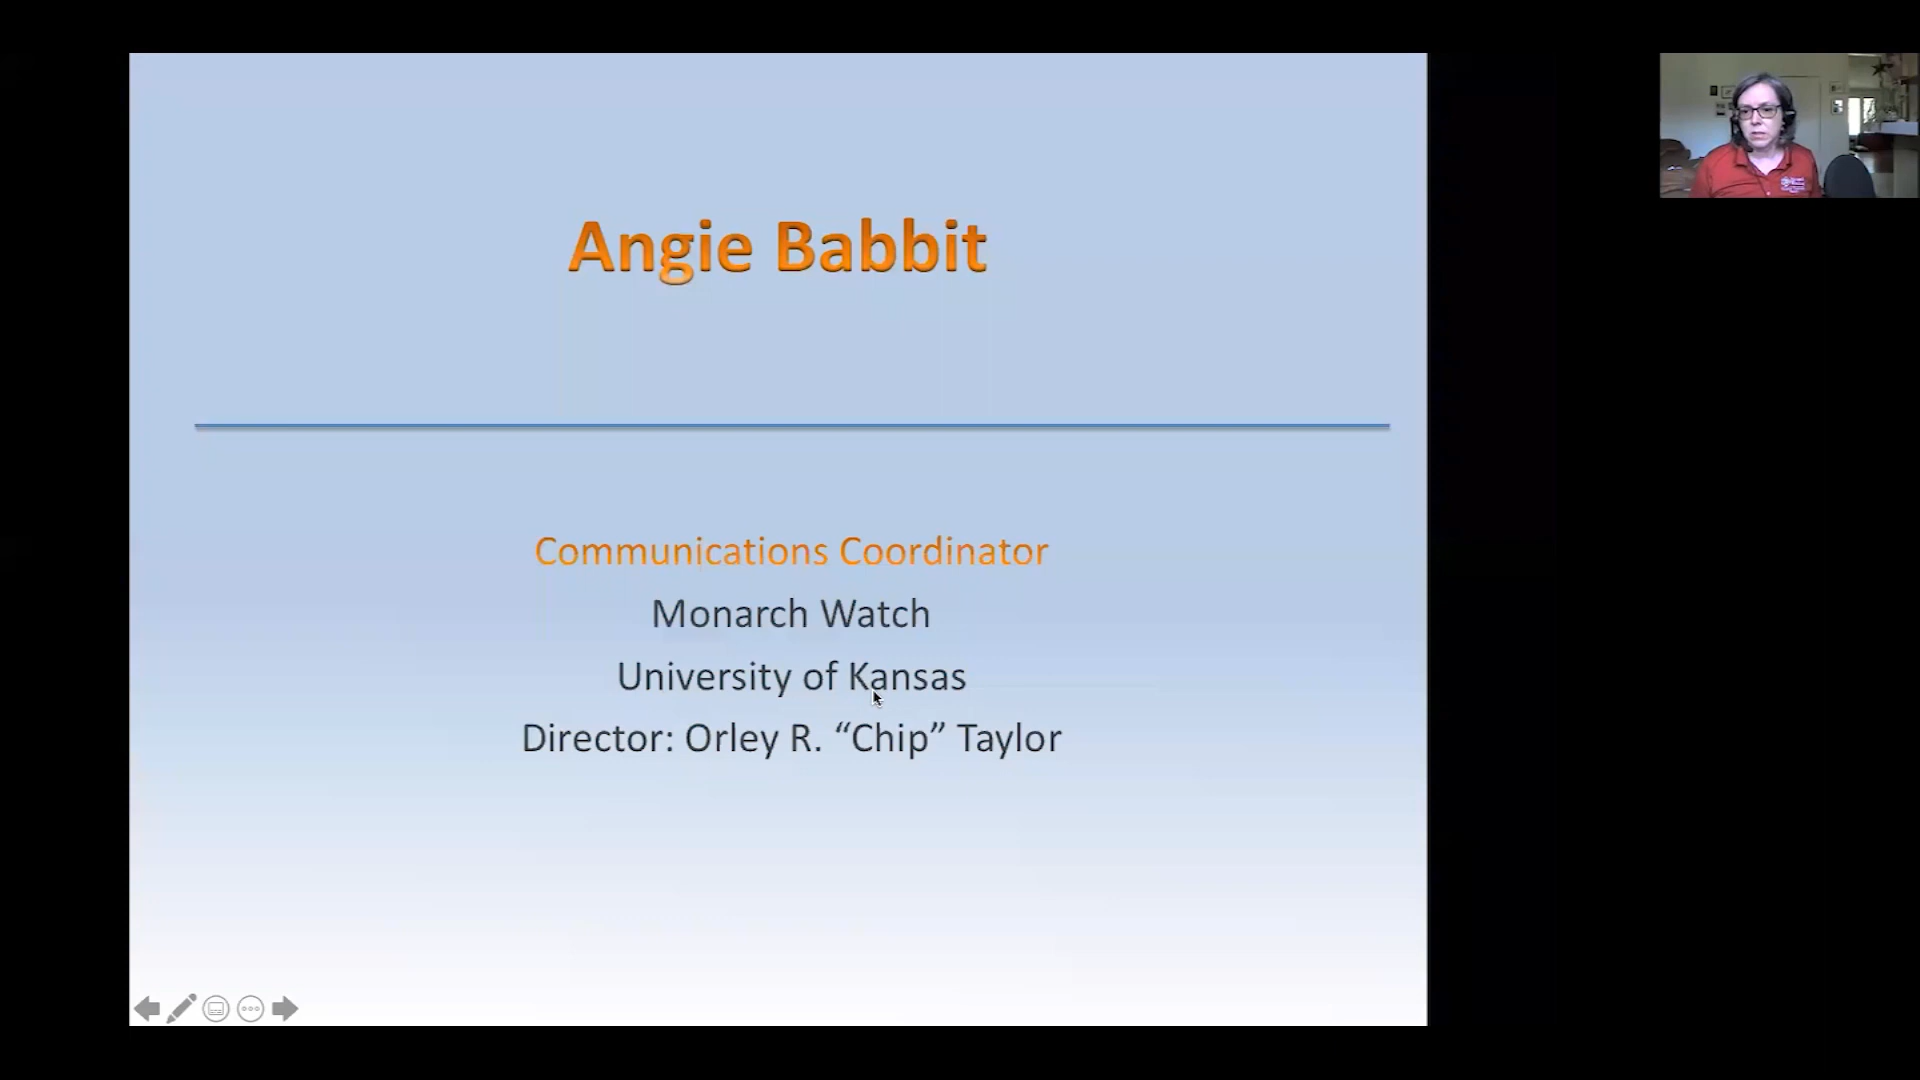 Angie Babbit
Communications Coordinator
Monarch Watch
University of Kansas
Director: Orley R. “Chip” Taylor